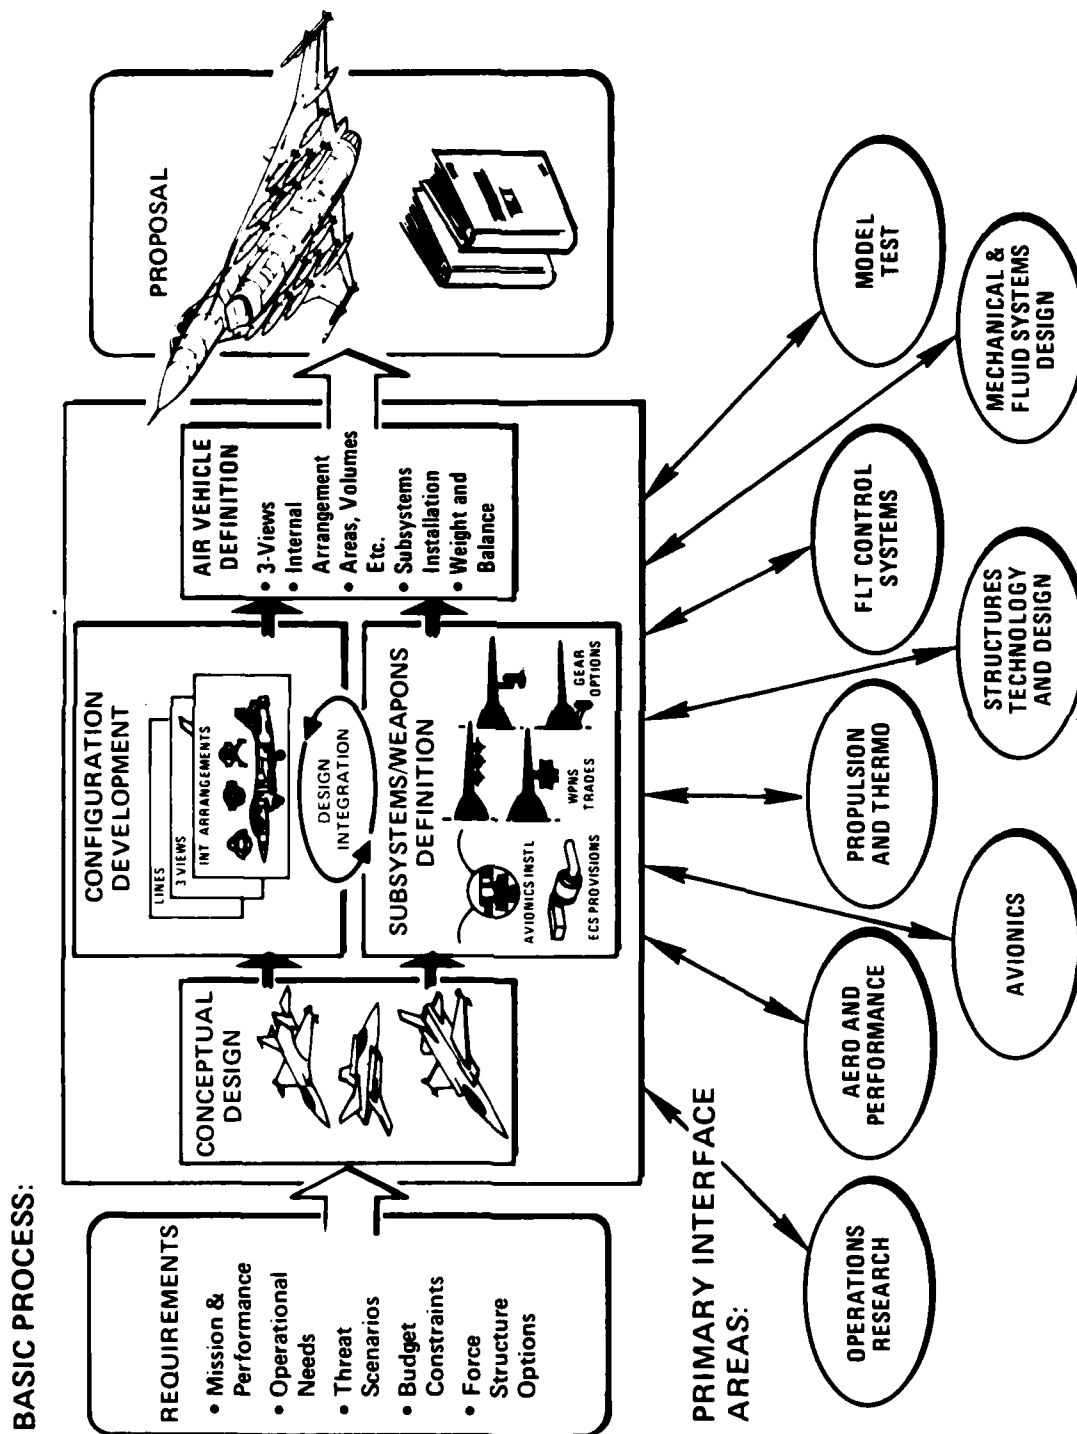 BASIC PROCESS:
REQUIREMENTS
• Mission &
Performance
• Operational
Needs
• Threat
Scenarios
• Budget
Constraints
• Force
Structure
Options
CONCEPTUAL
DESIGN
CONFIGURATION
DEVELOPMENT
LINES
3 VIEWS
INT ARRANGEMENTS
DESIGN
INTEGRATION
SUBSYSTEMS/WEAPONS
DEFINITION
AVIONICS INSTL
ECS PROVISIONS
WPNS
TRADES
GEAR
OPTIONS
AIR VEHICLE
DEFINITION
• 3-Views
• Internal
Arrangement
• Areas, Volumes
Etc.
• Subsystems
Installation
• Weight and
Balance
PROPOSAL
PRIMARY INTERFACE
AREAS:
OPERATIONS
RESEARCH
AERO AND
PERFORMANCE
AVIONICS
PROPULSION
AND THERMO
STRUCTURES
TECHNOLOGY
AND DESIGN
FLT CONTROL
SYSTEMS
MECHANICAL &
FLUID SYSTEMS
DESIGN
MODEL
TEST